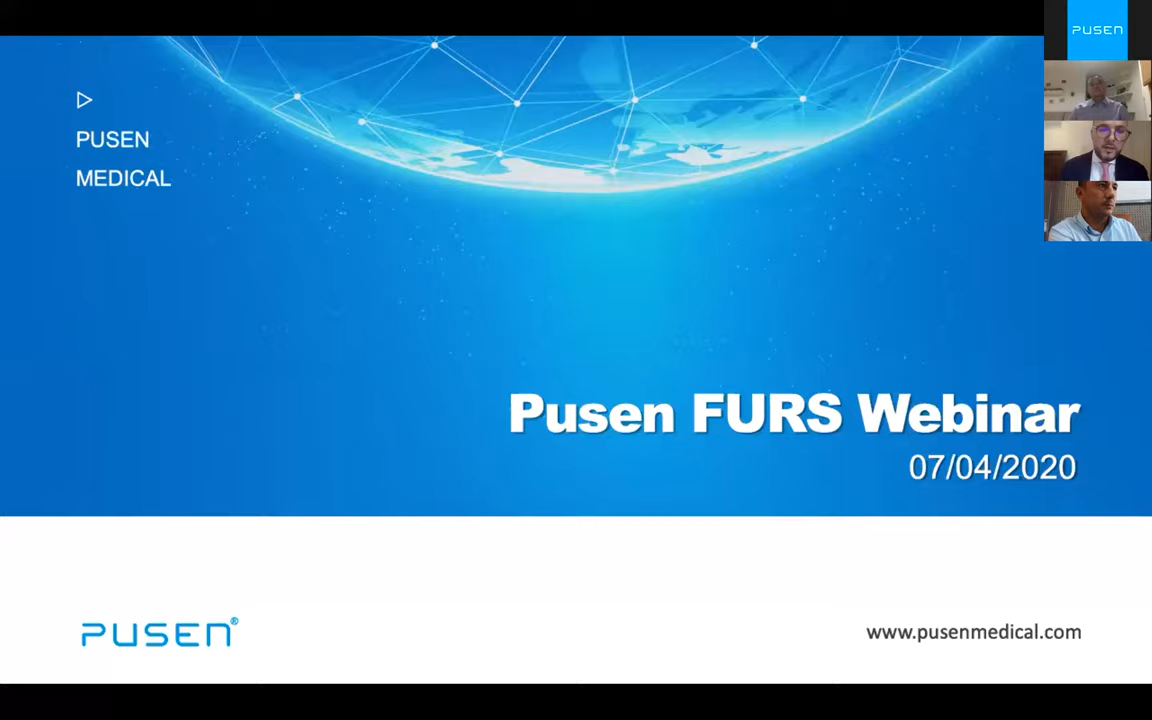 PUSEN
PUSEN
MEDICAL
Pusen FURS Webinar
07/04/2020
PUSEN®
www.pusenmedical.com